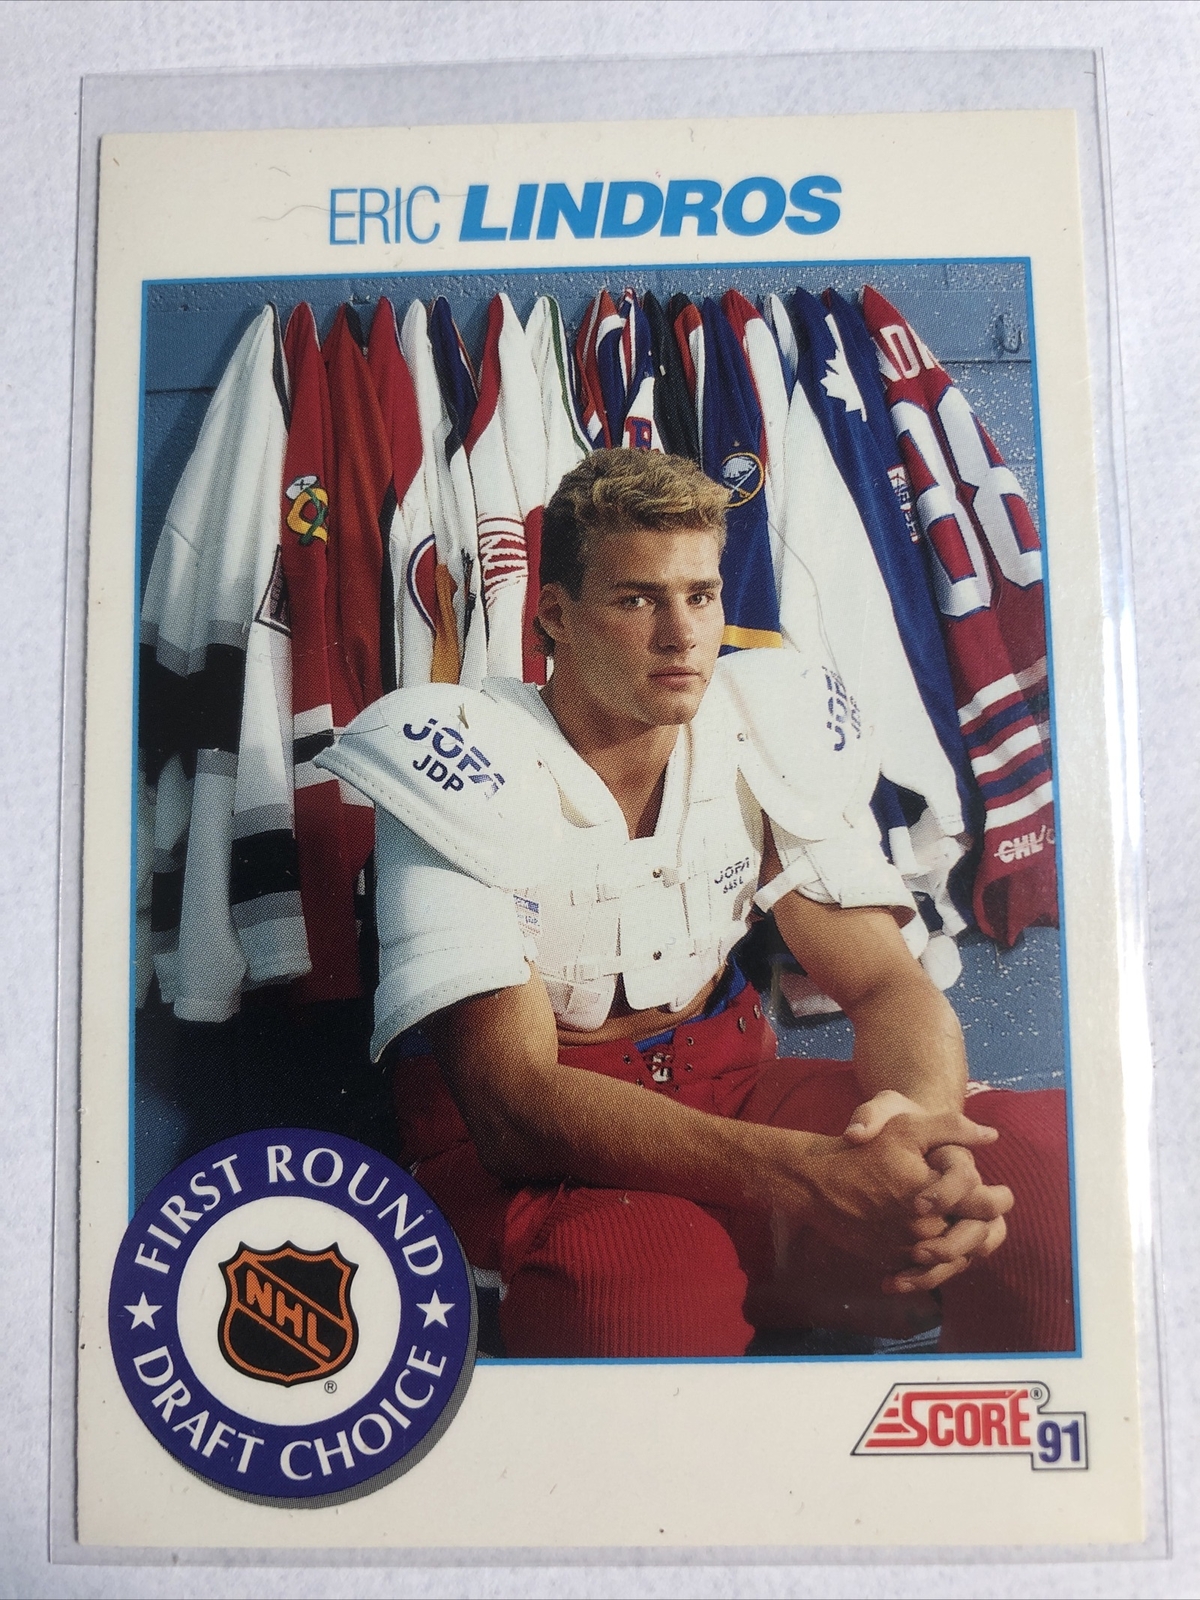 ERIC LINDROS
88
JOFA
JDP
JOFA
CHL
FIRST ROUND
NHL
®
DRAFT CHOICE
SCORE®
91